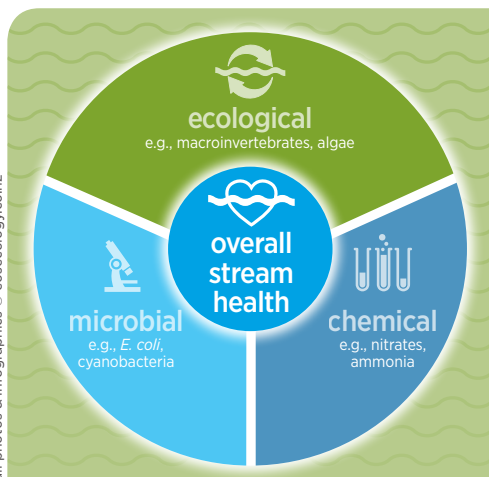 ecological
e.g., macroinvertebrates, algae
overall
stream
health
microbial
e.g., E. coli,
cyanobacteria
chemical
e.g., nitrates,
ammonia